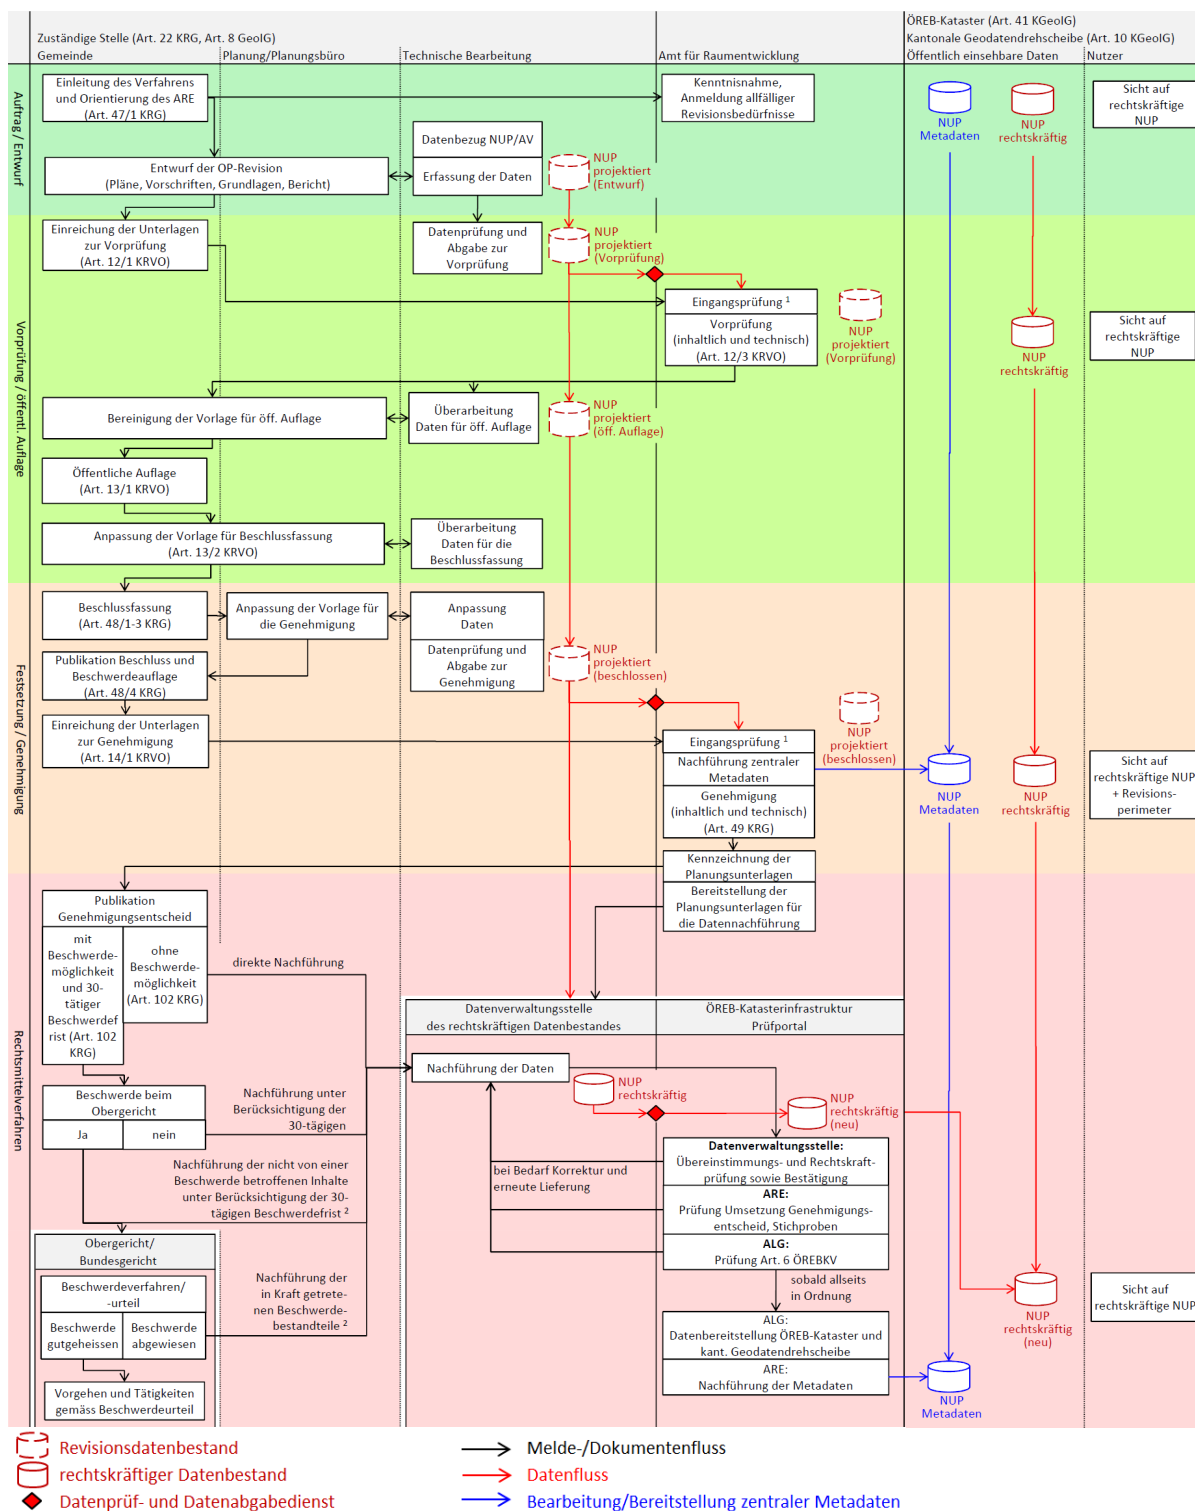 ÖREB-Kataster (Art. 41 KGeoIG)
Zuständige Stelle (Art. 22 KRG, Art. 8 GeoIG)
Kantonale Geodatendrehscheibe (Art. 10 KGeoIG)
Gemeinde
Planung/Planungsbüro
Technische Bearbeitung
Amt für Raumentwicklung
Öffentlich einsehbare Daten
Nutzer
Auftrag / Entwurf
Einleitung des Verfahrens
und Orientierung des ARE
(Art. 47/1 KRG)
Kenntnisnahme,
Anmeldung allfälliger
Revisionsbedürfnisse
NUP
Metadaten
NUP
rechtskräftig
Sicht auf
rechtskräftige
NUP
Datenbezug NUP/AV
Erfassung der Daten
NUP
projektiert
(Entwurf)
Entwurf der OP-Revision
(Pläne, Vorschriften, Grundlagen, Bericht)
Vorprüfung / öffentl. Auflage
Einreichung der Unterlagen
zur Vorprüfung
(Art. 12/1 KRVO)
Datenprüfung und
Abgabe zur
Vorprüfung
NUP
projektiert
(Vorprüfung)
Eingangsprüfung ¹
Vorprüfung
(inhaltlich und technisch)
(Art. 12/3 KRVO)
NUP
projektiert
(Vorprüfung)
NUP
rechtskräftig
Sicht auf
rechtskräftige
NUP
Bereinigung der Vorlage für öff. Auflage
Überarbeitung
Daten für öff. Auflage
NUP
projektiert
(öff. Auflage)
Öffentliche Auflage
(Art. 13/1 KRVO)
Anpassung der Vorlage für Beschlussfassung
(Art. 13/2 KRVO)
Überarbeitung
Daten für die
Beschlussfassung
Festsetzung / Genehmigung
Beschlussfassung
(Art. 48/1-3 KRG)
Anpassung der Vorlage für
die Genehmigung
Anpassung
Daten
Datenprüfung und
Abgabe zur
Genehmigung
NUP
projektiert
(beschlossen)
Publikation Beschluss und
Beschwerdeauflage
(Art. 48/4 KRG)
Einreichung der Unterlagen
zur Genehmigung
(Art. 14/1 KRVO)
Eingangsprüfung ¹
Nachführung zentraler
Metadaten
Genehmigung
(inhaltlich und technisch)
(Art. 49 KRG)
NUP
projektiert
(beschlossen)
NUP
Metadaten
NUP
rechtskräftig
Sicht auf
rechtskräftige NUP
+ Revisions-
perimeter
Kennzeichnung der
Planungsunterlagen
Bereitstellung der
Planungsunterlagen für
die Datennachführung
Rechtsmittelverfahren
Publikation
Genehmigungsentscheid
mit
Beschwerde-
möglichkeit
und 30-
tätiger
Beschwerdef
rist (Art. 102
KRG)
ohne
Beschwerde-
möglichkeit
(Art. 102 KRG)
direkte Nachführung
Datenverwaltungsstelle
des rechtskräftigen Datenbestandes
ÖREB-Katasterinfrastruktur
Prüfportal
Nachführung der Daten
NUP
rechtskräftig
NUP
rechtskräftig
(neu)
Beschwerde beim
Obergericht
Ja
nein
Nachführung unter
Berücksichtigung der
30-tägigen
Nachführung der nicht von einer
Beschwerde betroffenen Inhalte
unter Berücksichtigung der 30-
tägigen Beschwerdefrist ²
bei Bedarf Korrektur und
erneute Lieferung
Datenverwaltungsstelle:
Übereinstimmungs- und Rechtskraft-
prüfung sowie Bestätigung
ARE:
Prüfung Umsetzung Genehmigungs-
entscheid, Stichproben
ALG:
Prüfung Art. 6 ÖREBKV
sobald allseits
in Ordnung
Obergericht/
Bundesgericht
Beschwerdeverfahren/
-urteil
Beschwerde
gutgeheissen
Beschwerde
abgewiesen
Nachführung der
in Kraft getrete-
nen Beschwerde-
bestandteile ²
Vorgehen und Tätigkeiten
gemäss Beschwerdeurteil
ALG:
Datenbereitstellung ÖREB-Kataster und
kant. Geodatendrehscheibe
ARE:
Nachführung der Metadaten
NUP
rechtskräftig
(neu)
Sicht auf
rechtskräftige NUP
NUP
Metadaten
Revisionsdatenbestand
Melde-/Dokumentenfluss
rechtskräftiger Datenbestand
Datenfluss
Datenprüf- und Datenabgabedienst
Bearbeitung/Bereitstellung zentraler Metadaten